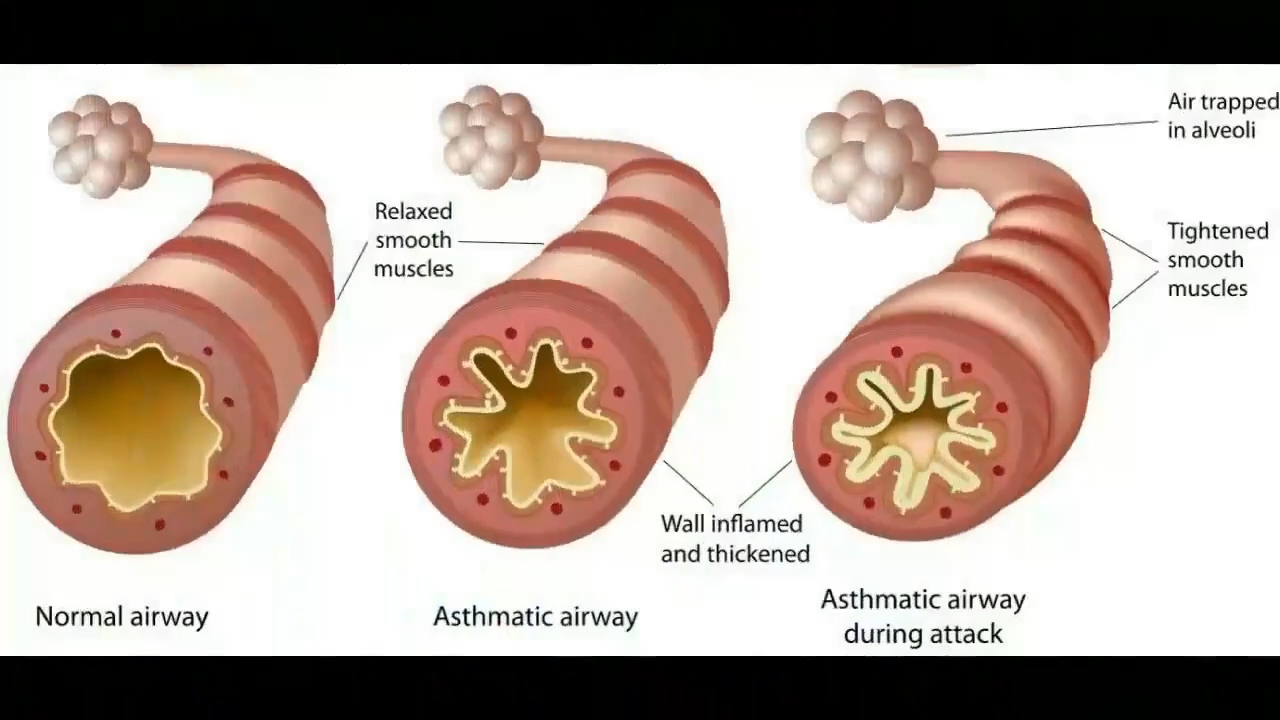 Air trapped
in alveoli
Relaxed
smooth
muscles
Tightened
smooth
muscles
Wall inflamed
and thickened
Normal airway
Asthmatic airway
Asthmatic airway
during attack